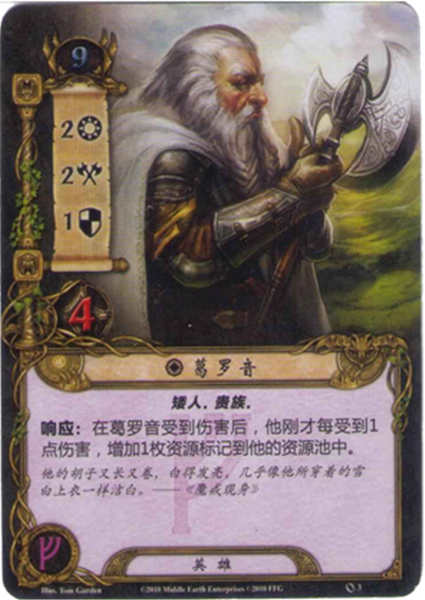 9
2
2
1
4
葛罗音
矮人. 贵族.
响应: 在葛罗音受到伤害后, 他刚才每受到1
点伤害, 增加1枚资源标记到他的资源池中。
他的胡子又长又卷, 白得发亮, 几乎像他所穿着的雪
白上衣一样洁白。——《魔戒现身》
英雄
Illus. Tom Garden
©2010 Middle Earth Enterprises ©2010 FFG
3